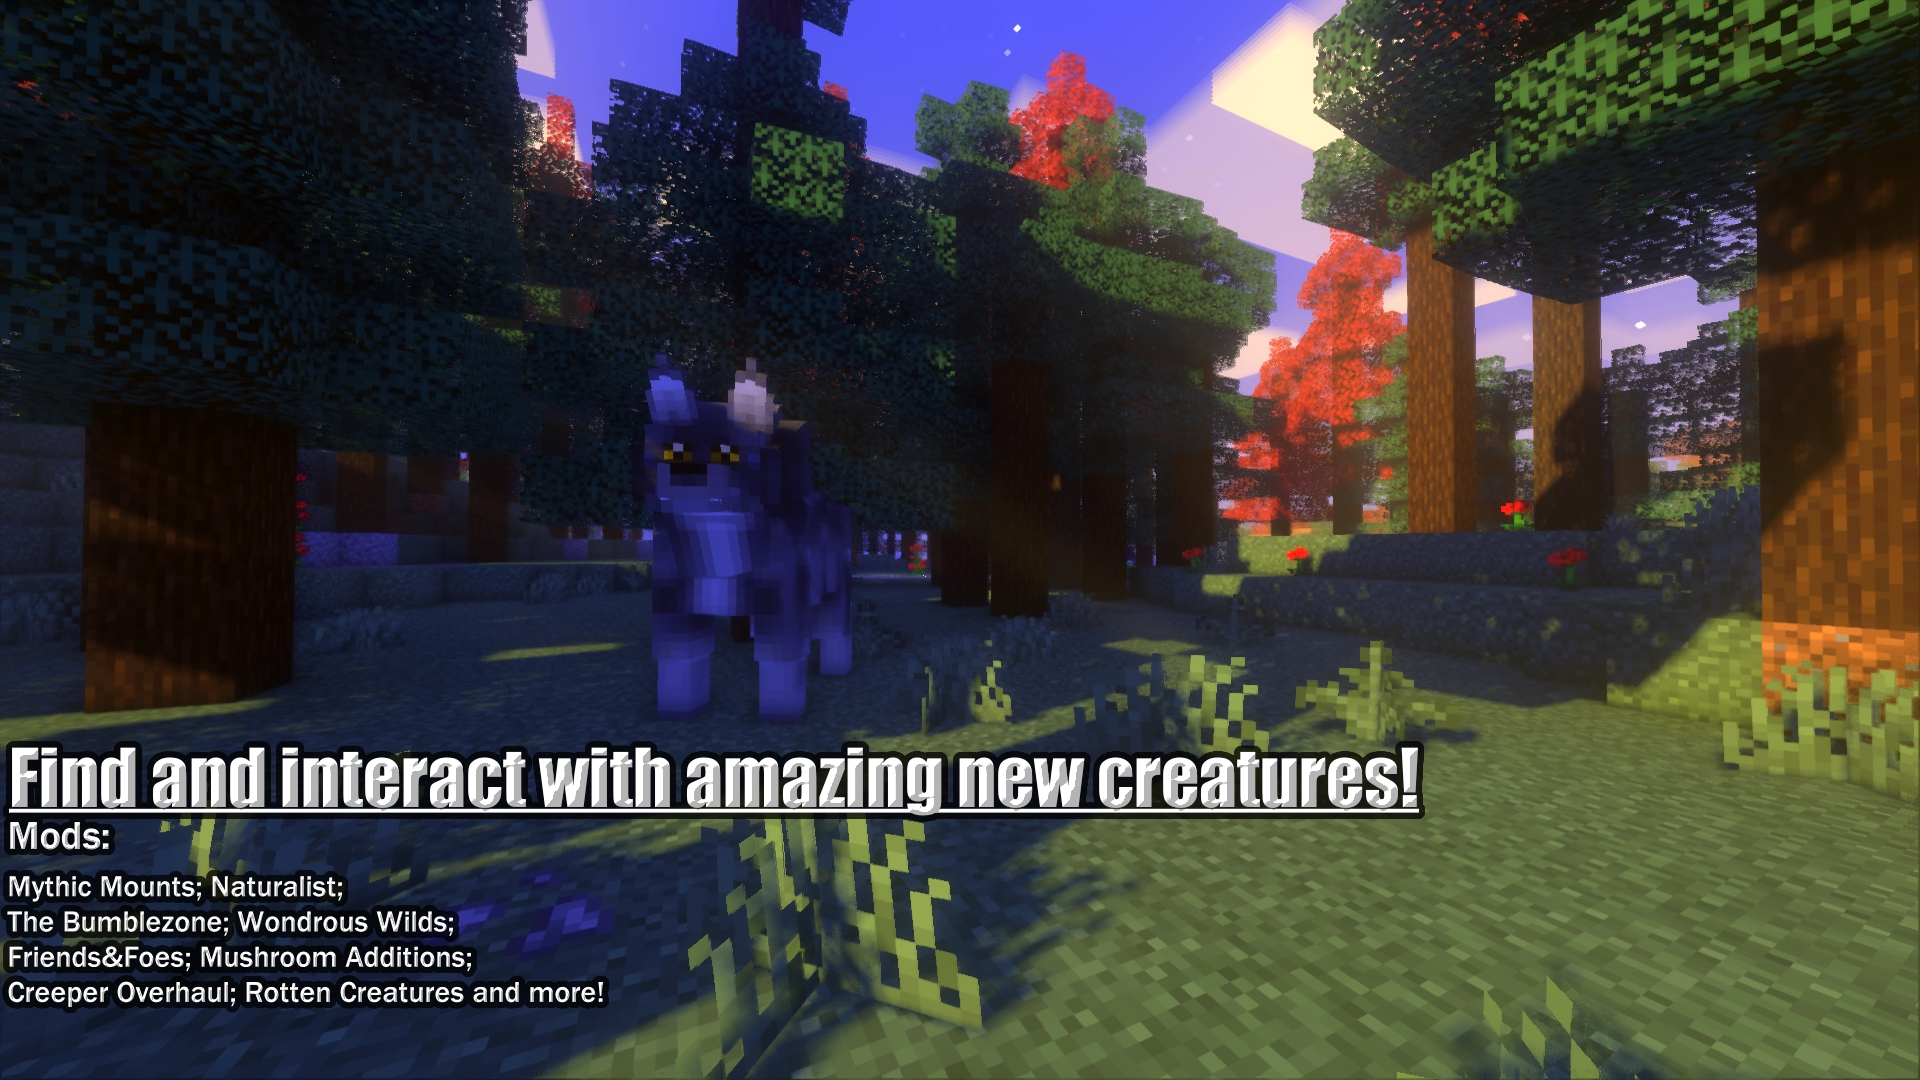 Find and interact with amazing new creatures!
Mods:
Mythic Mounts; Naturalist;
The Bumblezone; Wondrous Wilds;
Friends&Foes; Mushroom Additions;
Creeper Overhaul; Rotten Creatures and more!